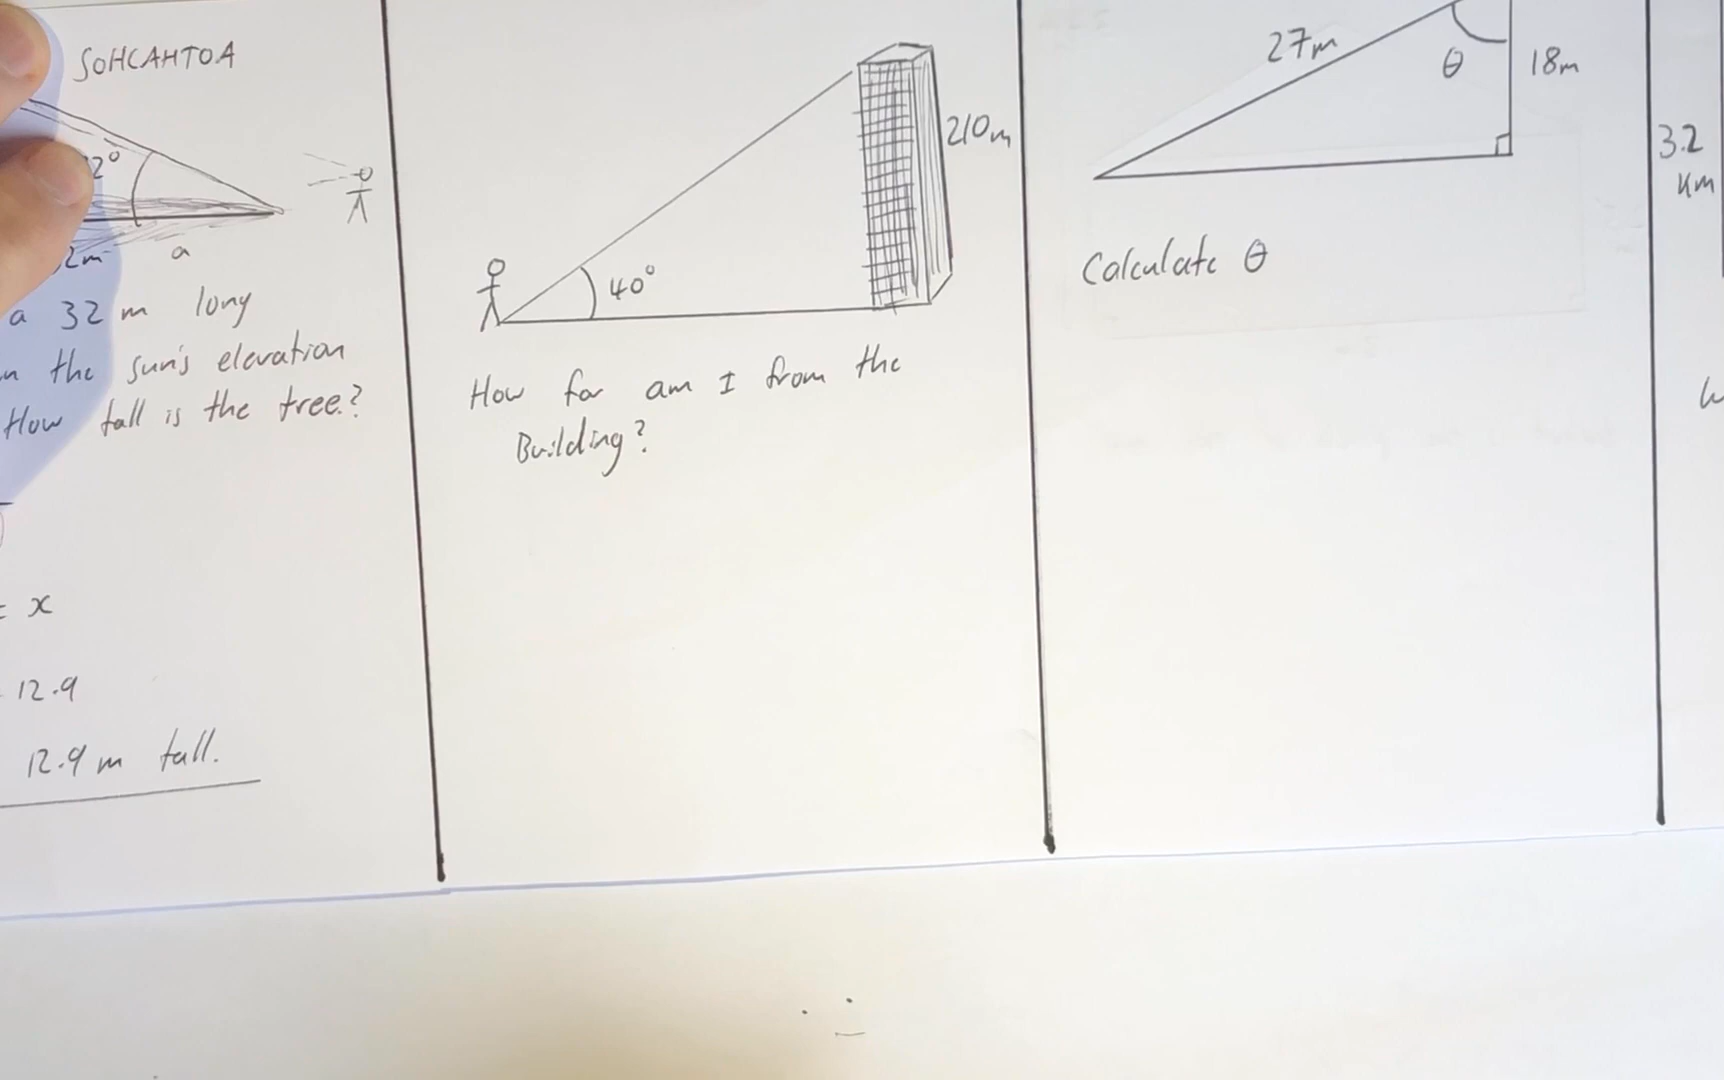 SOHCAHTOA
2°
2m a
a 32 m long
the sun's elevation
How tall is the tree?
= x
12.9
12.9 m tall.
210m
40°
How far am I from the
Building?
27m
θ
18m
Calculate θ
3.2
km